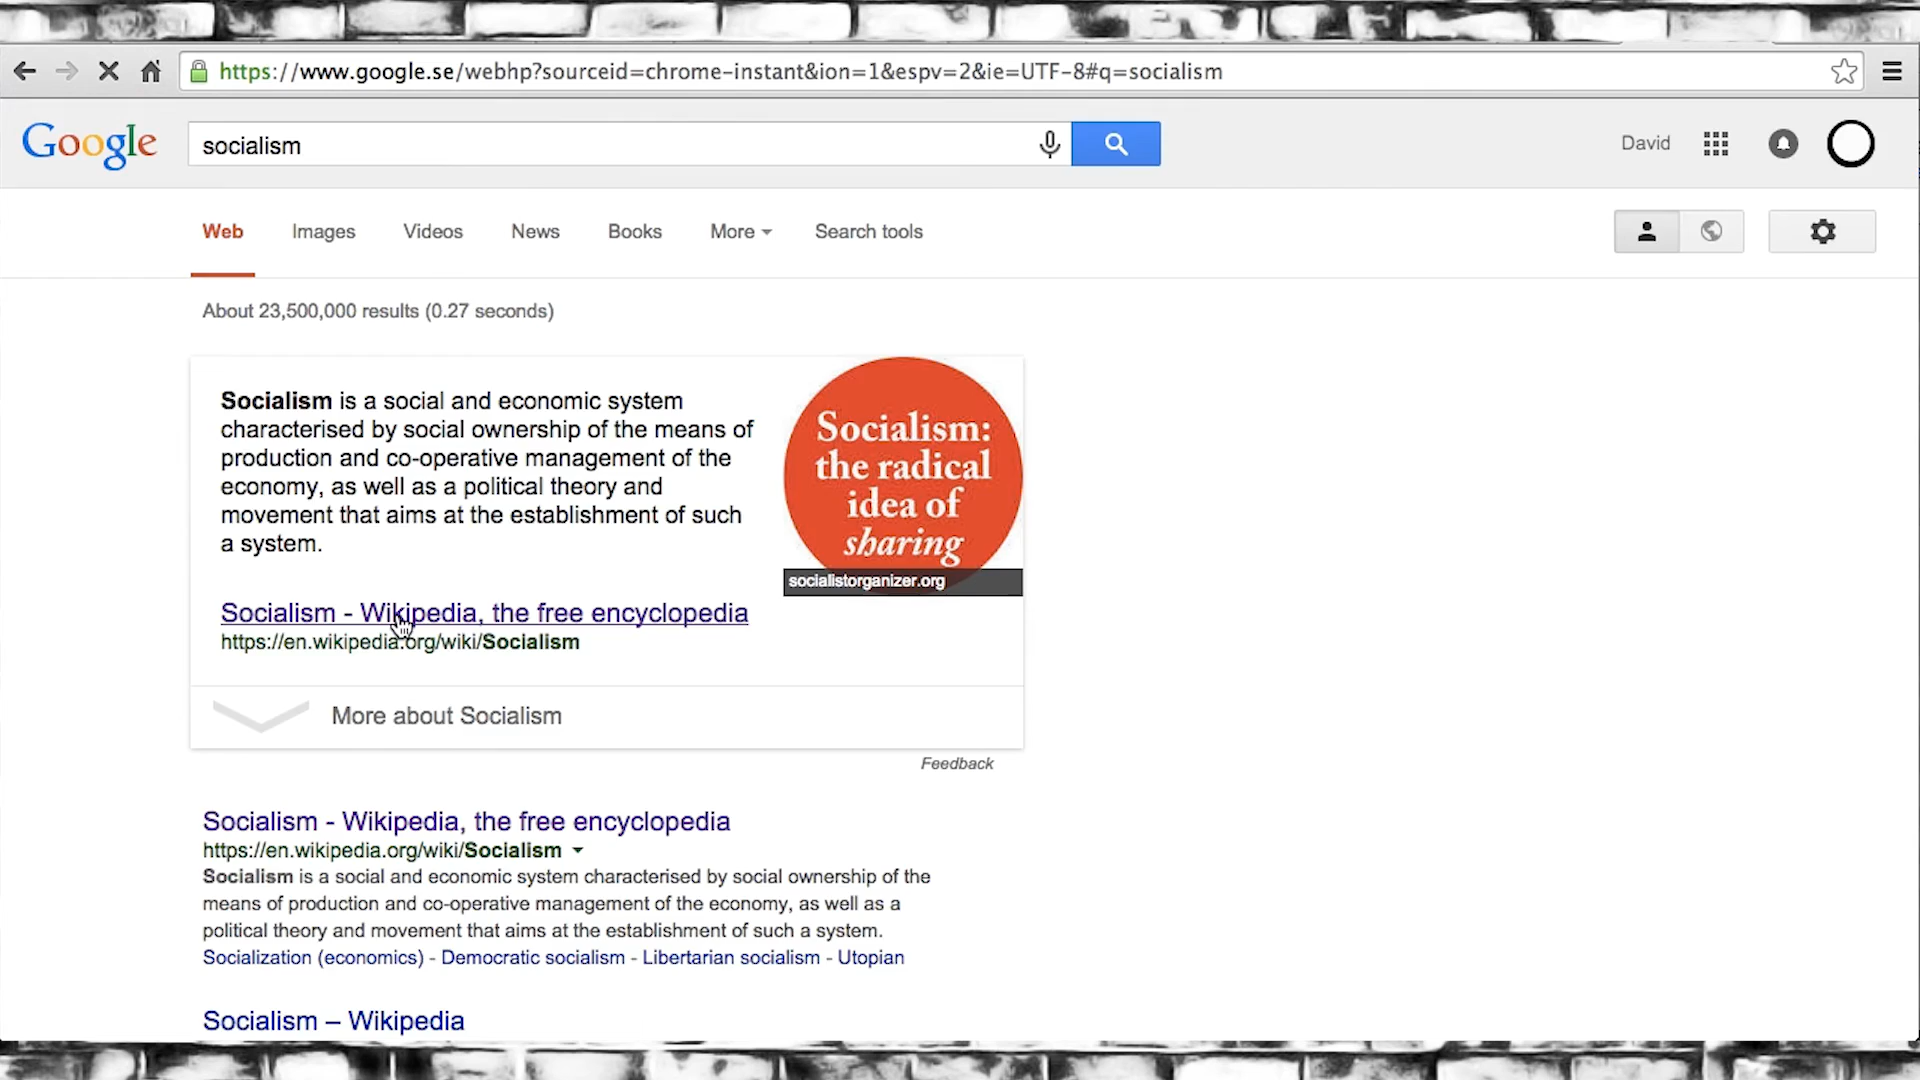 https://www.google.se/webhp?sourceid=chrome-instant&ion=1&espv=2&ie=UTF-8#q=socialism
Google
socialism
David
Web Images Videos News Books More Search tools
About 23,500,000 results (0.27 seconds)
Socialism is a social and economic system
characterised by social ownership of the means of
production and co-operative management of the
economy, as well as a political theory and
movement that aims at the establishment of such
a system.
Socialism:
the radical
idea of
sharing
socialistorganizer.org
Socialism - Wikipedia, the free encyclopedia
https://en.wikipedia.org/wiki/Socialism
More about Socialism
Feedback
Socialism - Wikipedia, the free encyclopedia
https://en.wikipedia.org/wiki/Socialism
Socialism is a social and economic system characterised by social ownership of the
means of production and co-operative management of the economy, as well as a
political theory and movement that aims at the establishment of such a system.
Socialization (economics) - Democratic socialism - Libertarian socialism - Utopian
Socialism – Wikipedia